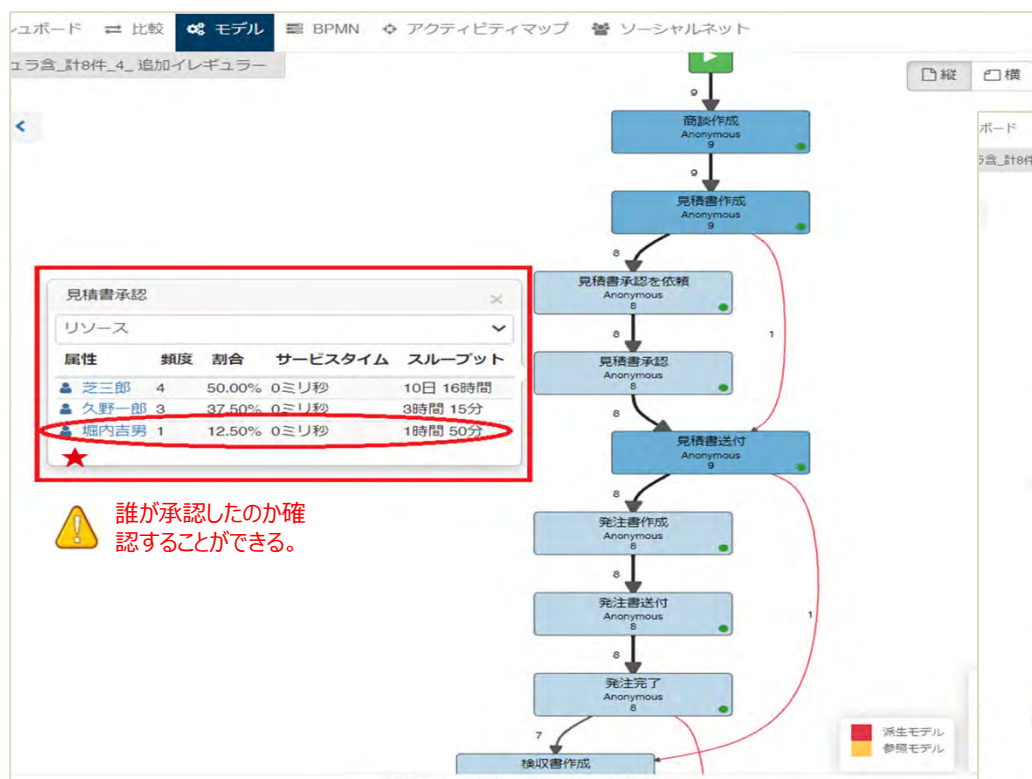 ュボード 比較 モデル BPMN アクティビティマップ ソーシャルネット
ュラ含_計8件_4_追加イレギュラー
縦 横
ボード
ラ含_計8件
9
商談作成
Anonymous
9
9
見積書作成
Anonymous
9
8
1
見積書承認を依頼
Anonymous
8
8
見積書承認
Anonymous
8
8
見積書送付
Anonymous
9
8
1
発注書作成
Anonymous
8
8
発注書送付
Anonymous
8
8
発注完了
Anonymous
8
7
検収書作成
見積書承認 ×
リソース
属性 頻度 割合 サービスタイム スループット
芝三郎 4 50.00% 0ミリ秒 10日 16時間
久野一郎 3 37.50% 0ミリ秒 3時間 15分
堀内吉男 1 12.50% 0ミリ秒 1時間 50分
誰が承認したのか確
認することができる。
派生モデル
参照モデル